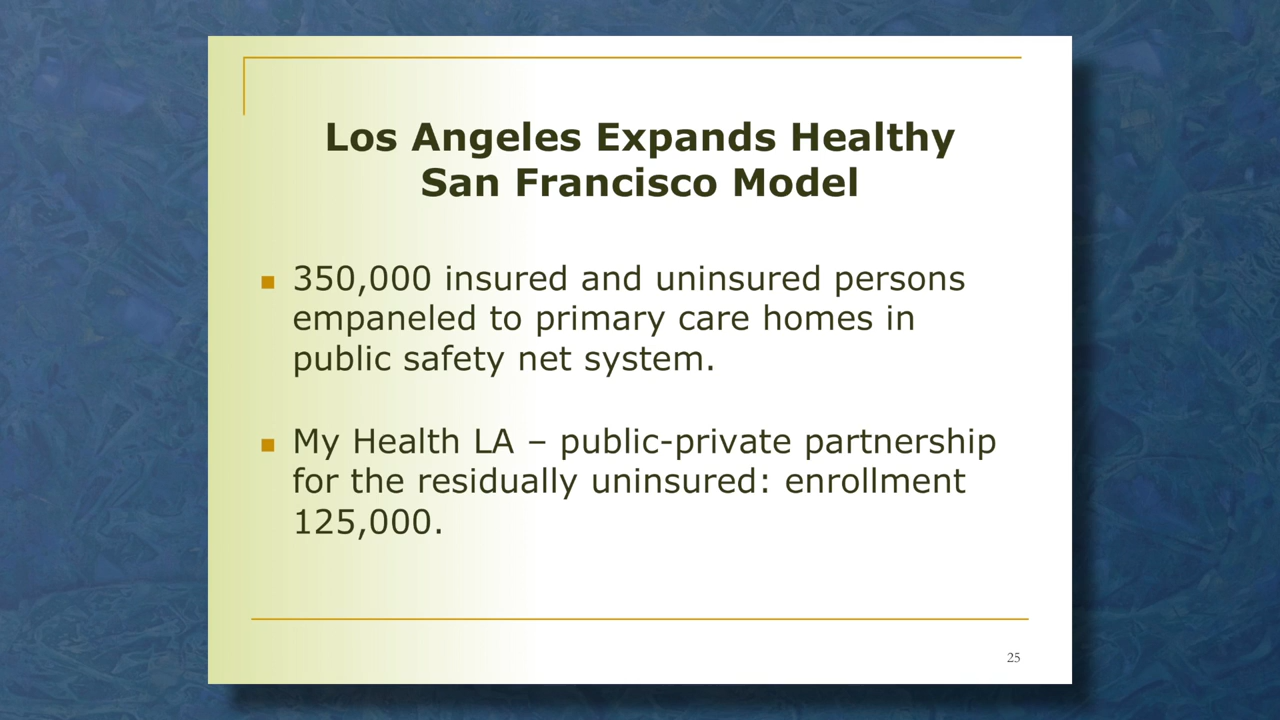 Los Angeles Expands Healthy
San Francisco Model
350,000 insured and uninsured persons
empaneled to primary care homes in
public safety net system.
My Health LA – public-private partnership
for the residually uninsured: enrollment
125,000.
25